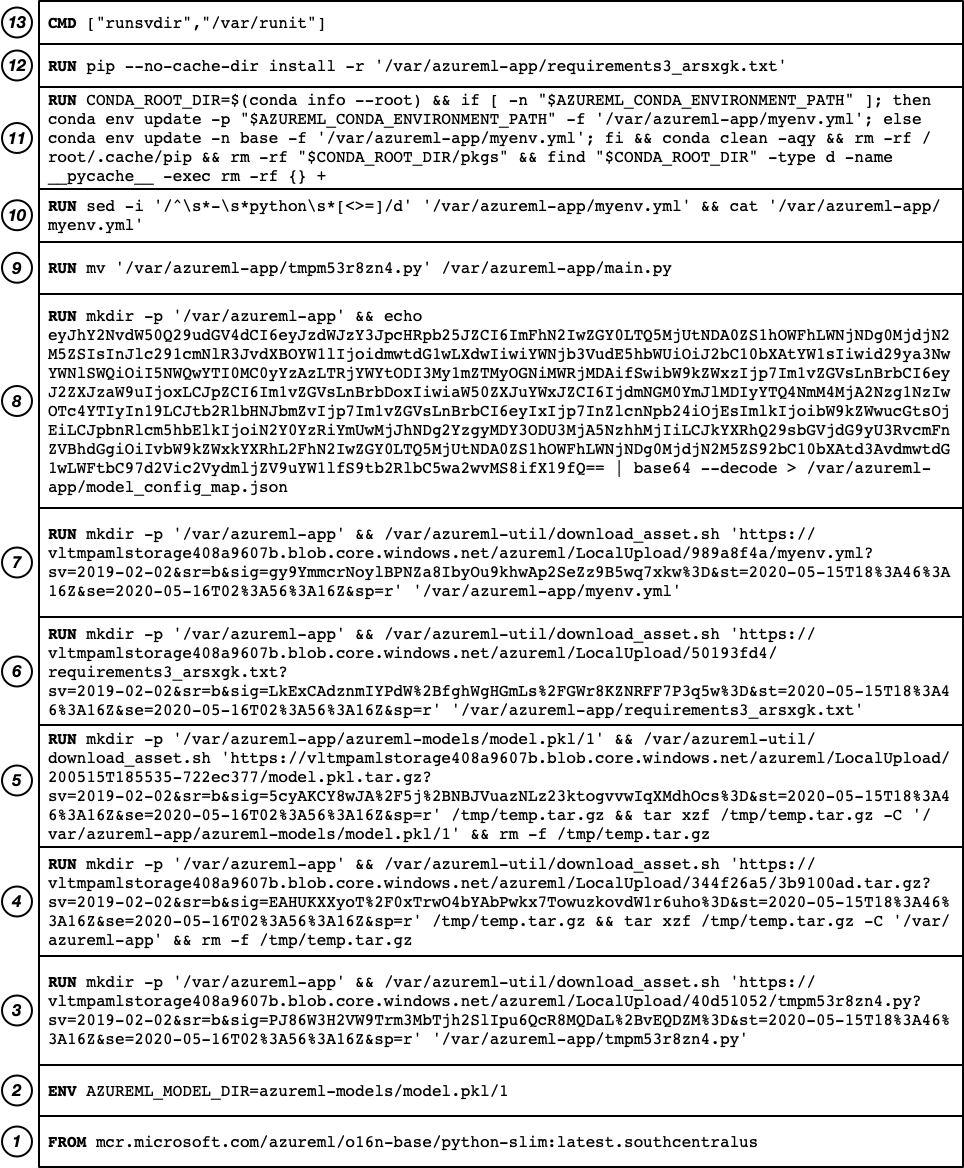 13 CMD ["runsvdir","/var/runit"]
12 RUN pip --no-cache-dir install -r '/var/azureml-app/requirements3_arsxgk.txt'
RUN CONDA_ROOT_DIR=$(conda info --root) && if [ -n "$AZUREML_CONDA_ENVIRONMENT_PATH" ]; then
conda env update -p "$AZUREML_CONDA_ENVIRONMENT_PATH" -f '/var/azureml-app/myenv.yml'; else
11 conda env update -n base -f '/var/azureml-app/myenv.yml'; fi && conda clean -aqy && rm -rf /
root/.cache/pip && rm -rf "$CONDA_ROOT_DIR/pkgs" && find "$CONDA_ROOT_DIR" -type d -name
__pycache__ -exec rm -rf {} +
10 RUN sed -i '/^\s*-\s*python\s*[<>=]/d' '/var/azureml-app/myenv.yml' && cat '/var/azureml-app/
myenv.yml'
9 RUN mv '/var/azureml-app/tmpm53r8zn4.py' /var/azureml-app/main.py
RUN mkdir -p '/var/azureml-app' && echo
eyJhY2NvdW50Q29udGV4dCI6eyJzdWJzY3JpcHRpb25JZCI6ImFhN2IwZGY0LTQ5MjUtNDA0ZS1hOWFhLWNjNDg0MjdjN2
M5ZSIsInJlc291cmNlR3JvdXBOYW1lIjoidmwtdG1wLXdwIiwiYWNjb3VudE5hbWUiOiJ2bC10bXAtYW1sIiwid29ya3Nw
YWNlSWQiOiI5NWQwYTI0MC0yYzAzLTRjYWYtODI3My1mZTMyOGNiMWRjMDAifSwibW9kZWxzIjp7Im1vZGVsLnBrbCI6ey
J2ZXJzaW9uIjoxLCJpZCI6Im1vZGVsLnBrbDoxIiwiaW50ZXJuYWxJZCI6IjdmNGM0YmJlMDIyYTQ4NmM4MjA2Nzg1NzIw
8 OTc4YTIyIn19LCJtb2RlbHNJbmZvIjp7Im1vZGVsLnBrbCI6eyIxIjp7InZlcnNpb24iOjEsImlkIjoibW9kZWwucGtsOj
EiLCJpbnRlcm5hbElkIjoiN2Y0YzRiYmUwMjJhNDg2YzgyMDY3ODU3MjA5NzhhMjIiLCJkYXRhQ29sbGVjdG9yU3RvcmFn
ZVBhdGgiOiIvbW9kZWxkYXRhL2FhN2IwZGY0LTQ5MjUtNDA0ZS1hOWFhLWNjNDg0MjdjN2M5ZS92bC10bXAtd3AvdmwtdG
1wLWFtbC97d2Vic2VydmljZV9uYW1lfS9tb2RlbC5wa2wvMS8ifX19fQ== | base64 --decode > /var/azureml-
app/model_config_map.json
RUN mkdir -p '/var/azureml-app' && /var/azureml-util/download_asset.sh 'https://
7 vltmpamlstorage408a9607b.blob.core.windows.net/azureml/LocalUpload/989a8f4a/myenv.yml?
sv=2019-02-02&sr=b&sig=gy9YmmcrNoylBPNZa8IbyOu9khwAp2SeZz9B5wq7xkw%3D&st=2020-05-15T18%3A46%3A
16Z&se=2020-05-16T02%3A56%3A16Z&sp=r' '/var/azureml-app/myenv.yml'
RUN mkdir -p '/var/azureml-app' && /var/azureml-util/download_asset.sh 'https://
vltmpamlstorage408a9607b.blob.core.windows.net/azureml/LocalUpload/50193fd4/
6 requirements3_arsxgk.txt?
sv=2019-02-02&sr=b&sig=LkExCAdznmIYPdW%2BfghWgHGmLs%2FGWr8KZNRFF7P3q5w%3D&st=2020-05-15T18%3A4
6%3A16Z&se=2020-05-16T02%3A56%3A16Z&sp=r' '/var/azureml-app/requirements3_arsxgk.txt'
RUN mkdir -p '/var/azureml-app/azureml-models/model.pkl/1' && /var/azureml-util/
download_asset.sh 'https://vltmpamlstorage408a9607b.blob.core.windows.net/azureml/LocalUpload/
5 200515T185535-722ec377/model.pkl.tar.gz?
sv=2019-02-02&sr=b&sig=5cyAKCY8wJA%2F5j%2BNBJVuazNLz23ktogvvwIqXMdhOcs%3D&st=2020-05-15T18%3A4
6%3A16Z&se=2020-05-16T02%3A56%3A16Z&sp=r' /tmp/temp.tar.gz && tar xzf /tmp/temp.tar.gz -C '/
var/azureml-app/azureml-models/model.pkl/1' && rm -f /tmp/temp.tar.gz
RUN mkdir -p '/var/azureml-app' && /var/azureml-util/download_asset.sh 'https://
vltmpamlstorage408a9607b.blob.core.windows.net/azureml/LocalUpload/344f26a5/3b9100ad.tar.gz?
4 sv=2019-02-02&sr=b&sig=EAHUKXXyoT%2F0xTrwO4bYAbPwkx7TowuzkovdW1r6uho%3D&st=2020-05-15T18%3A46%
3A16Z&se=2020-05-16T02%3A56%3A16Z&sp=r' /tmp/temp.tar.gz && tar xzf /tmp/temp.tar.gz -C '/var/
azureml-app' && rm -f /tmp/temp.tar.gz
RUN mkdir -p '/var/azureml-app' && /var/azureml-util/download_asset.sh 'https://
3 vltmpamlstorage408a9607b.blob.core.windows.net/azureml/LocalUpload/40d51052/tmpm53r8zn4.py?
sv=2019-02-02&sr=b&sig=PJ86W3H2VW9Trm3MbTjh2SlIpu6QcR8MQDaL%2BvEQDZM%3D&st=2020-05-15T18%3A46%
3A16Z&se=2020-05-16T02%3A56%3A16Z&sp=r' '/var/azureml-app/tmpm53r8zn4.py'
2 ENV AZUREML_MODEL_DIR=azureml-models/model.pkl/1
1 FROM mcr.microsoft.com/azureml/o16n-base/python-slim:latest.southcentralus